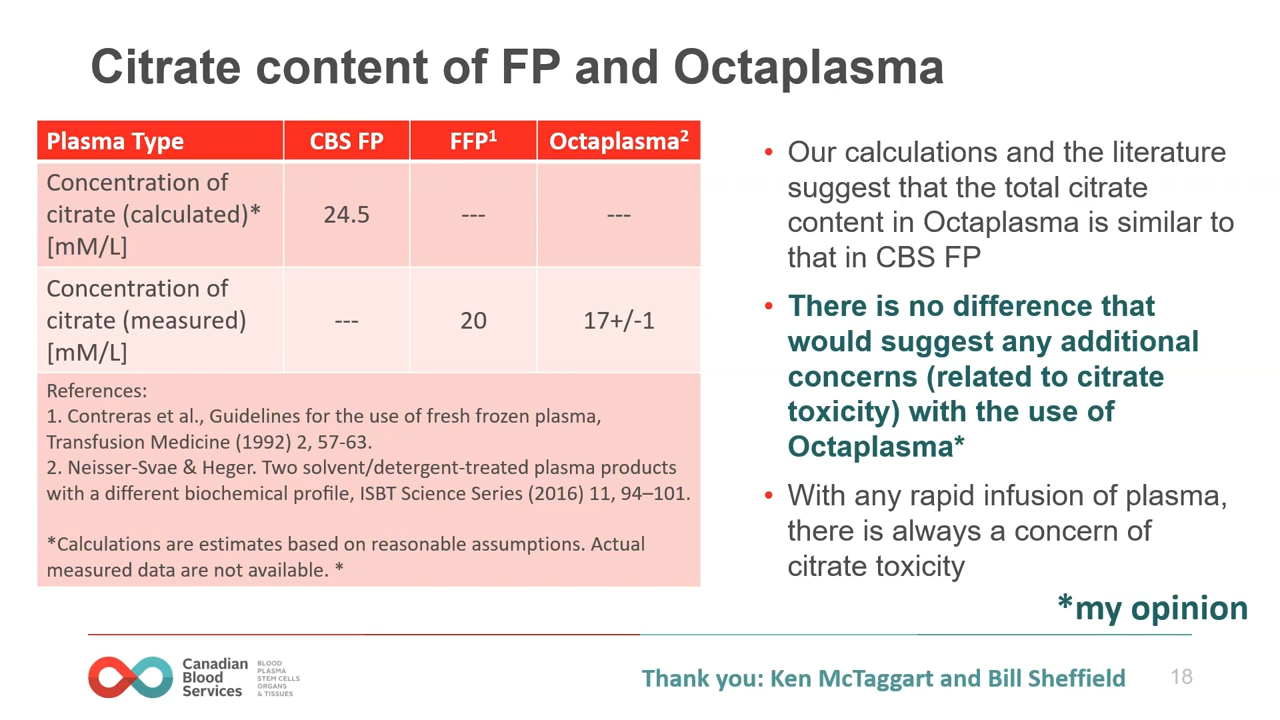 Citrate content of FP and Octaplasma
Plasma Type CBS FP FFP1 Octaplasma2
Concentration of
citrate (calculated)* 24.5 --- ---
[mM/L]
Concentration of
citrate (measured) --- 20 17+/-1
[mM/L]
References:
1. Contreras et al., Guidelines for the use of fresh frozen plasma,
Transfusion Medicine (1992) 2, 57-63.
2. Neisser-Svae & Heger. Two solvent/detergent-treated plasma products
with a different biochemical profile, ISBT Science Series (2016) 11, 94–101.
*Calculations are estimates based on reasonable assumptions. Actual
measured data are not available. *
• Our calculations and the literature
suggest that the total citrate
content in Octaplasma is similar to
that in CBS FP
• There is no difference that
would suggest any additional
concerns (related to citrate
toxicity) with the use of
Octaplasma*
• With any rapid infusion of plasma,
there is always a concern of
citrate toxicity
*my opinion
Canadian
Blood
Services
BLOOD
PLASMA
STEM CELLS
ORGANS
& TISSUES
Thank you: Ken McTaggart and Bill Sheffield
18